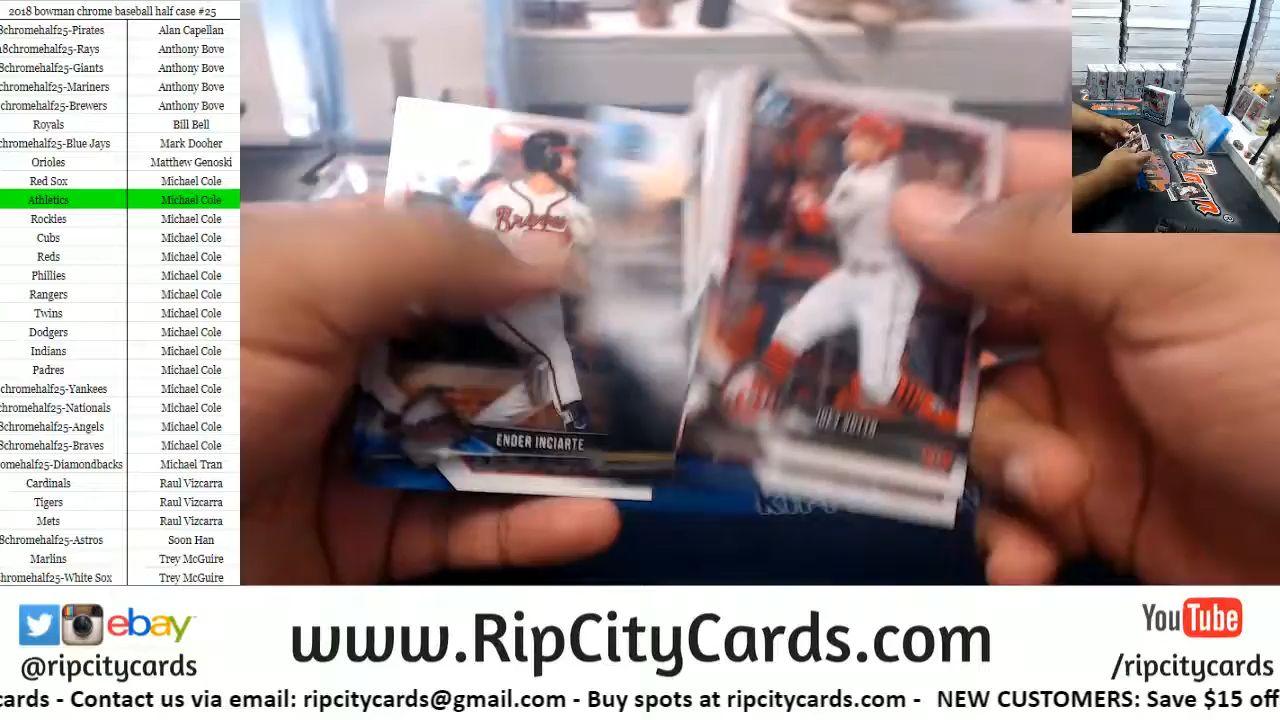 2018 bowman chrome baseball half case #25
8chromehalf25-Pirates Alan Capellan
8chromehalf25-Rays Anthony Bove
8chromehalf25-Giants Anthony Bove
chromehalf25-Mariners Anthony Bove
chromehalf25-Brewers Anthony Bove
Royals Bill Bell
chromehalf25-Blue Jays Mark Dooher
Orioles Matthew Genoski
Red Sox Michael Cole
Athletics Michael Cole
Rockies Michael Cole
Cubs Michael Cole
Reds Michael Cole
Phillies Michael Cole
Rangers Michael Cole
Twins Michael Cole
Dodgers Michael Cole
Indians Michael Cole
Padres Michael Cole
chromehalf25-Yankees Michael Cole
chromehalf25-Nationals Michael Cole
8chromehalf25-Angels Michael Cole
8chromehalf25-Braves Michael Cole
omehalf25-Diamondbacks Michael Tran
Cardinals Raul Vizcarra
Tigers Raul Vizcarra
Mets Raul Vizcarra
8chromehalf25-Astros Soon Han
Marlins Trey McGuire
hromehalf25-White Sox Trey McGuire
Braves
ENDER INCIARTE
JOEY VOTTO
ebay
@ripcitycards
www.RipCityCards.com
YouTube
/ripcitycards
cards - Contact us via email: ripcitycards@gmail.com - Buy spots at ripcitycards.com - NEW CUSTOMERS: Save $15 off